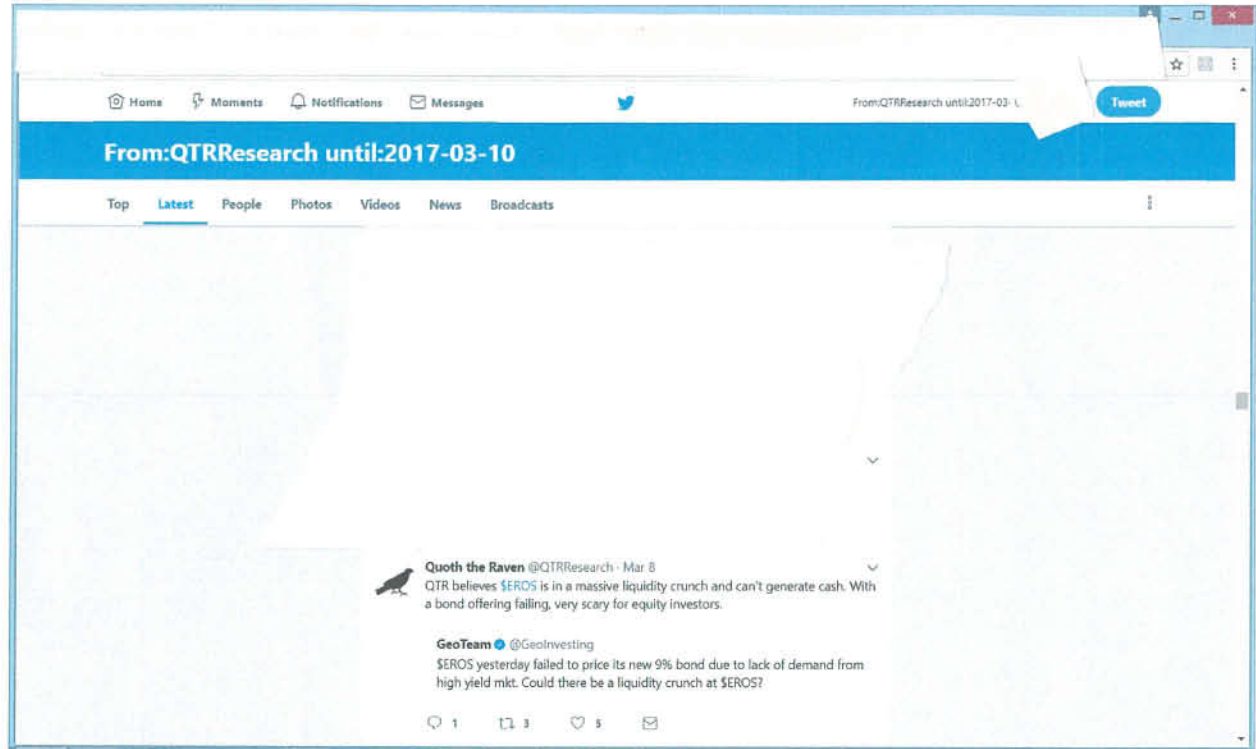 Home Moments Notifications Messages From:QTRResearch until:2017-03- Tweet
From:QTRResearch until:2017-03-10
Top Latest People Photos Videos News Broadcasts
Quoth the Raven @QTRResearch · Mar 8
QTR believes $EROS is in a massive liquidity crunch and can't generate cash. With
a bond offering failing, very scary for equity investors.
GeoTeam @GeoInvesting
$EROS yesterday failed to price its new 9% bond due to lack of demand from
high yield mkt. Could there be a liquidity crunch at $EROS?
1 3 5